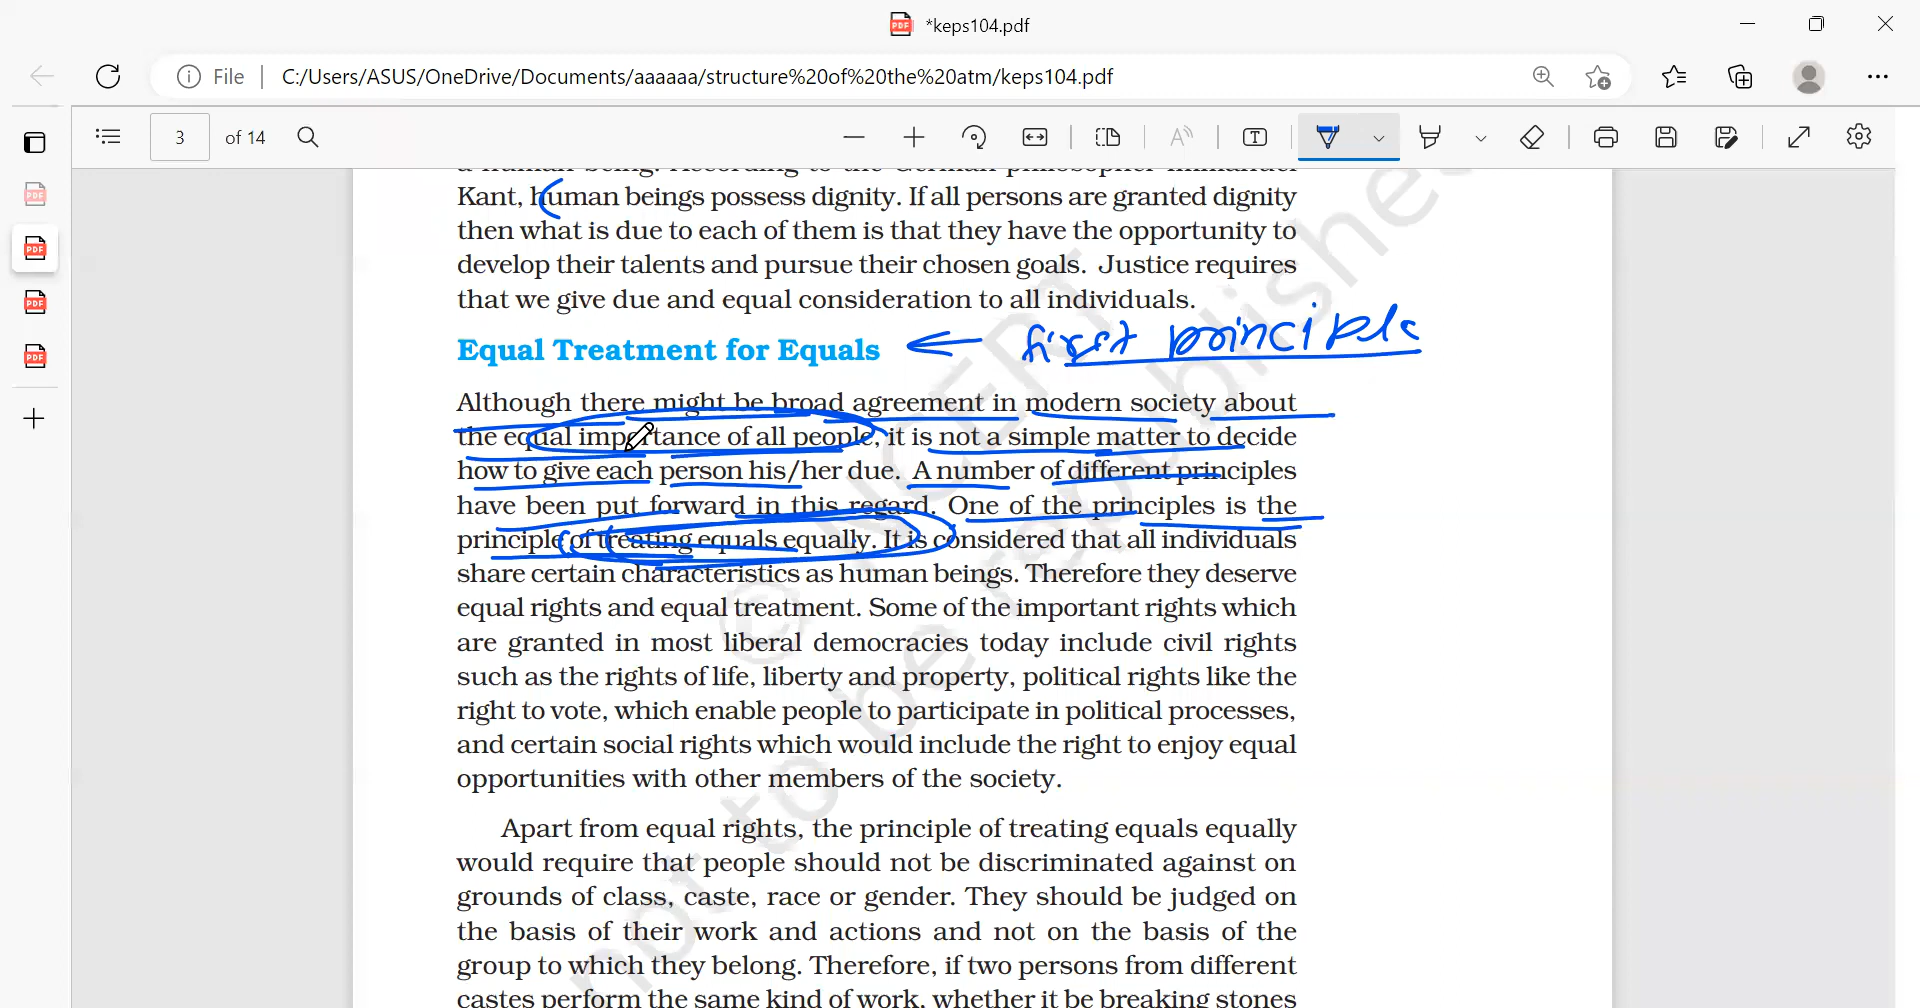 *keps104.pdf
File C:/Users/ASUS/OneDrive/Documents/aaaaaa/structure%20of%20the%20atm/keps104.pdf
3 of 14
Kant, human beings possess dignity. If all persons are granted dignity
then what is due to each of them is that they have the opportunity to
develop their talents and pursue their chosen goals. Justice requires
that we give due and equal consideration to all individuals.
Equal Treatment for Equals ← first principle
Although there might be broad agreement in modern society about
the equal importance of all people, it is not a simple matter to decide
how to give each person his/her due. A number of different principles
have been put forward in this regard. One of the principles is the
principle of treating equals equally. It is considered that all individuals
share certain characteristics as human beings. Therefore they deserve
equal rights and equal treatment. Some of the important rights which
are granted in most liberal democracies today include civil rights
such as the rights of life, liberty and property, political rights like the
right to vote, which enable people to participate in political processes,
and certain social rights which would include the right to enjoy equal
opportunities with other members of the society.
Apart from equal rights, the principle of treating equals equally
would require that people should not be discriminated against on
grounds of class, caste, race or gender. They should be judged on
the basis of their work and actions and not on the basis of the
group to which they belong. Therefore, if two persons from different
castes perform the same kind of work, whether it be breaking stones
© NCERT
not to be republished